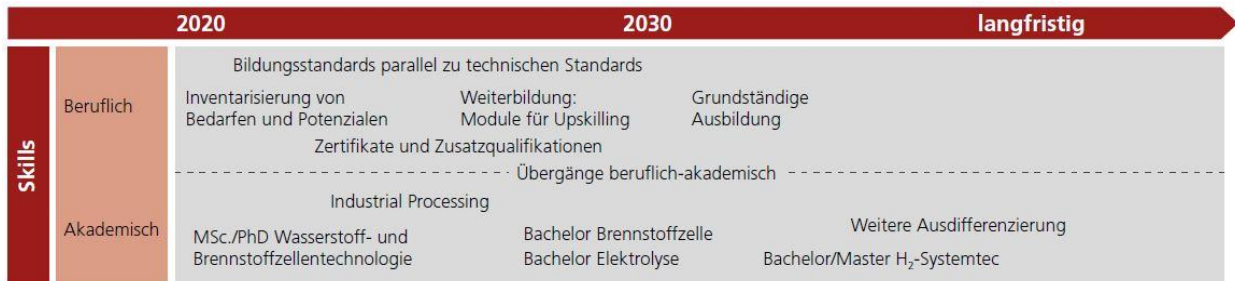 2020 2030 langfristig
Skills
Beruflich
Bildungsstandards parallel zu technischen Standards
Inventarisierung von
Bedarfen und Potenzialen
Weiterbildung:
Module für Upskilling
Grundständige
Ausbildung
Zertifikate und Zusatzqualifikationen
Übergänge beruflich-akademisch
Akademisch
Industrial Processing
MSc./PhD Wasserstoff- und
Brennstoffzellentechnologie
Bachelor Brennstoffzelle
Bachelor Elektrolyse
Weitere Ausdifferenzierung
Bachelor/Master H₂-Systemtec